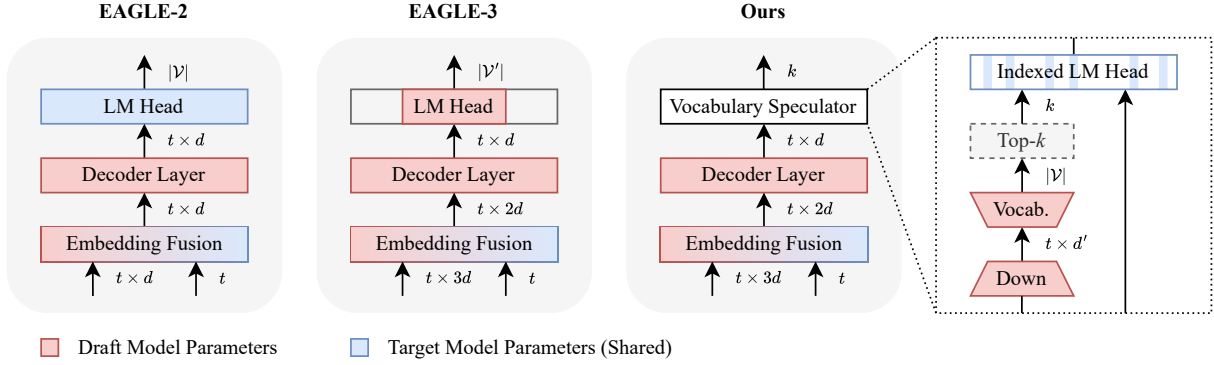 EAGLE-2
|𝒱|
LM Head
t × d
Decoder Layer
t × d
Embedding Fusion
t × d
t
EAGLE-3
|𝒱′|
LM Head
t × d
Decoder Layer
t × 2d
Embedding Fusion
t × 3d
t
Ours
k
Vocabulary Speculator
t × d
Decoder Layer
t × 2d
Embedding Fusion
t × 3d
t
Indexed LM Head
k
Top-k
|𝒱|
Vocab.
t × d′
Down
Draft Model Parameters
Target Model Parameters (Shared)